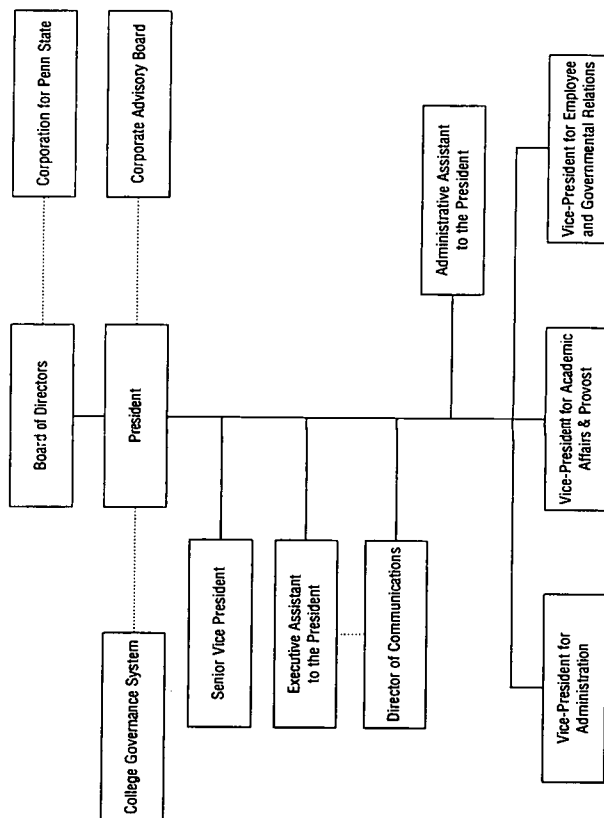 Corporation for Penn State
Board of Directors
Corporate Advisory Board
President
College Governance System
Senior Vice President
Executive Assistant
to the President
Director of Communications
Administrative Assistant
to the President
Vice-President for
Administration
Vice-President for Academic
Affairs & Provost
Vice-President for Employee
and Governmental Relations